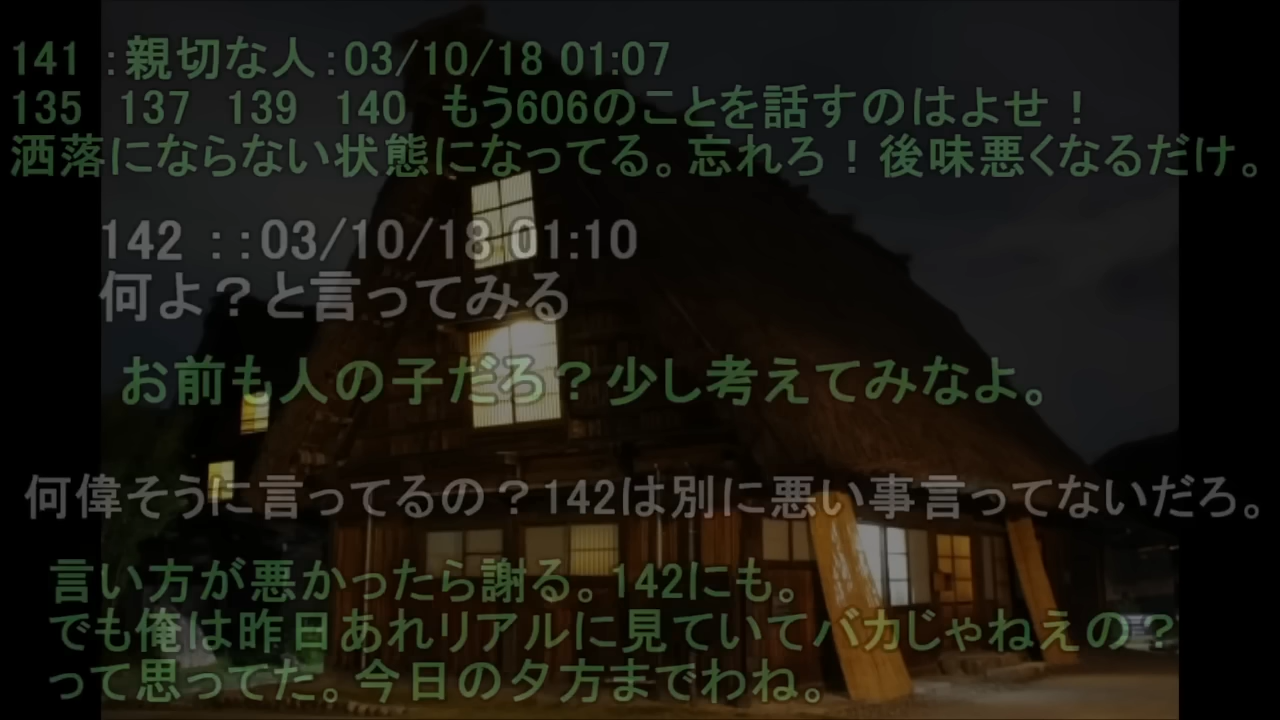 141 :親切な人:03/10/18 01:07
135 137 139 140 もう606のことを話すのはよせ！
洒落にならない状態になってる。忘れろ！後味悪くなるだけ。
142 ::03/10/18 01:10
何よ？と言ってみる
お前も人の子だろ？少し考えてみなよ。
何偉そうに言ってるの？142は別に悪い事言ってないだろ。
言い方が悪かったら謝る。142にも。
でも俺は昨日あれリアルに見ていてバカじゃねえの？
って思ってた。今日の夕方までわね。